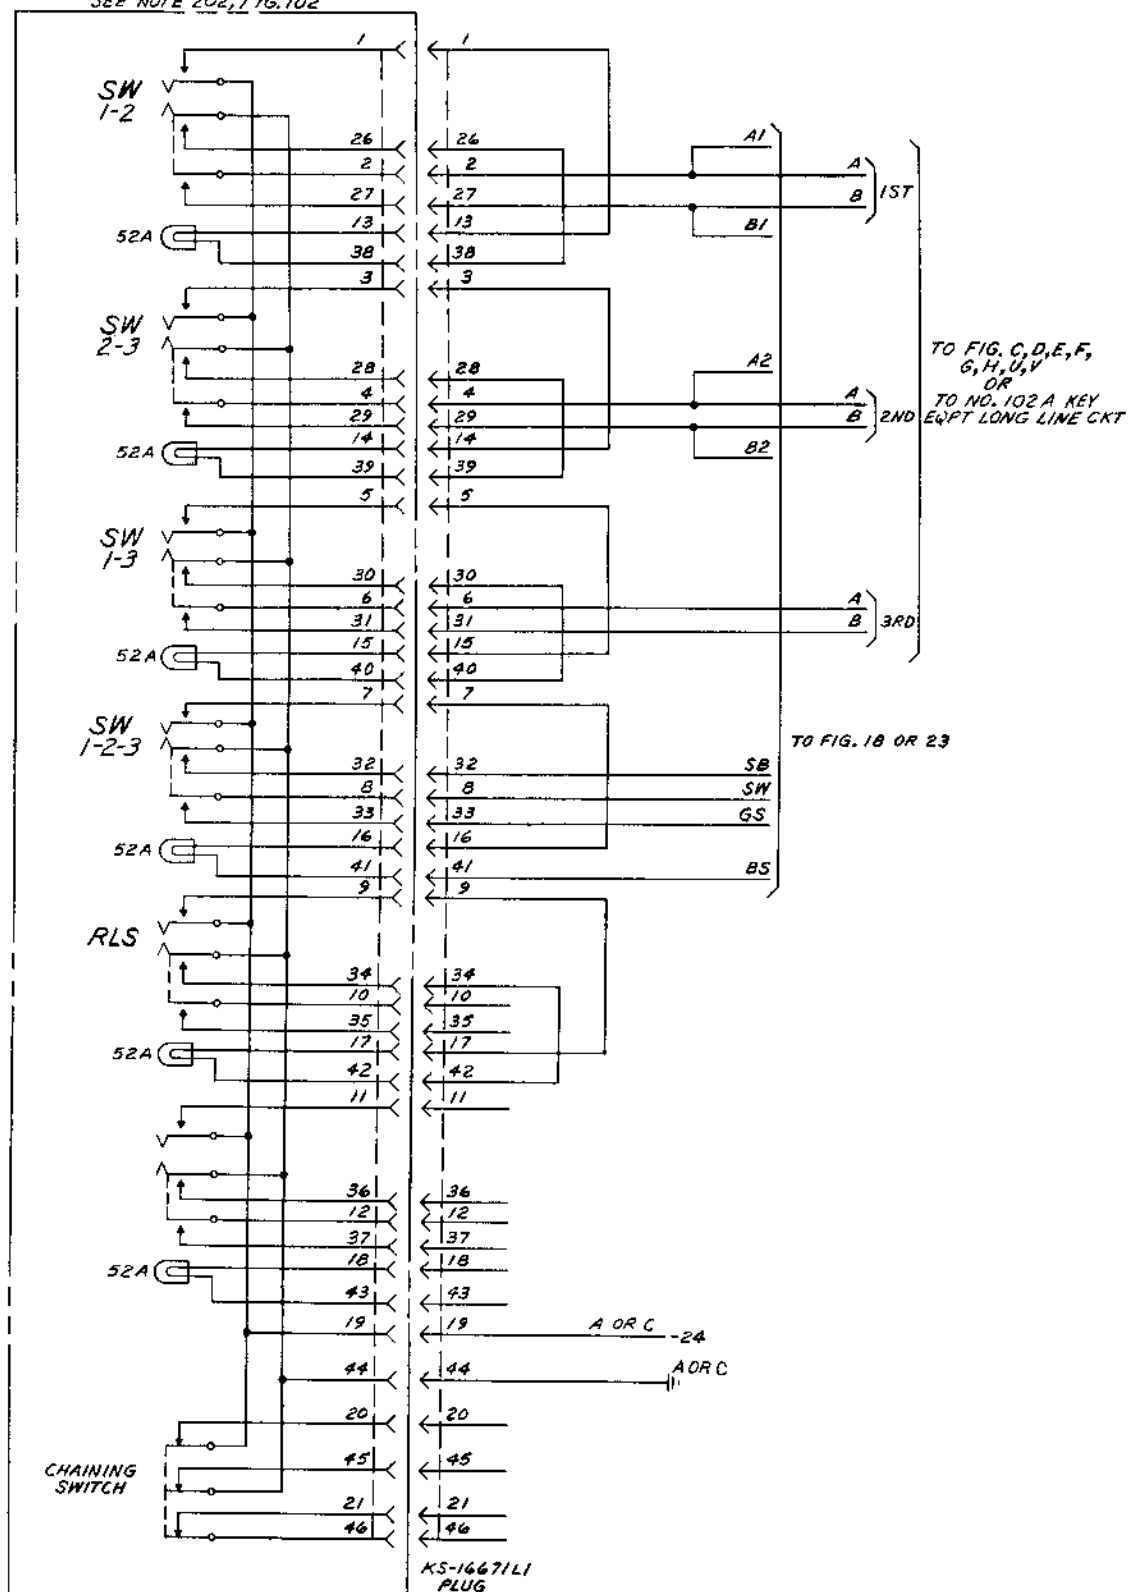 SEE NOTE 202, FIG. 102
1 1
SW
1-2
26 26
2 2
27 27
13 13
52A
38 38
3 3
A1
A
B
1ST
B1
SW
2-3
28 28
4 4
29 29
14 14
52A
39 39
5 5
A2
A
B
2ND
B2
TO FIG. C, D, E, F,
G, H, U, V
OR
TO NO. 102A KEY
EQPT LONG LINE CKT
SW
1-3
30 30
6 6
A
31 31
B
3RD
15 15
52A
40 40
7 7
SW
1-2-3
TO FIG. 18 OR 23
32 32 SB
8 8 SW
33 33 GS
16 16
52A
41 41 BS
9 9
RLS
34 34
10 10
35 35
17 17
52A
42 42
11 11
36 36
12 12
37 37
18 18
52A
43 43
19 19 A OR C -24
44 44 A OR C
20 20
CHAINING
SWITCH
45 45
21 21
46 46
KS-16671L1
PLUG